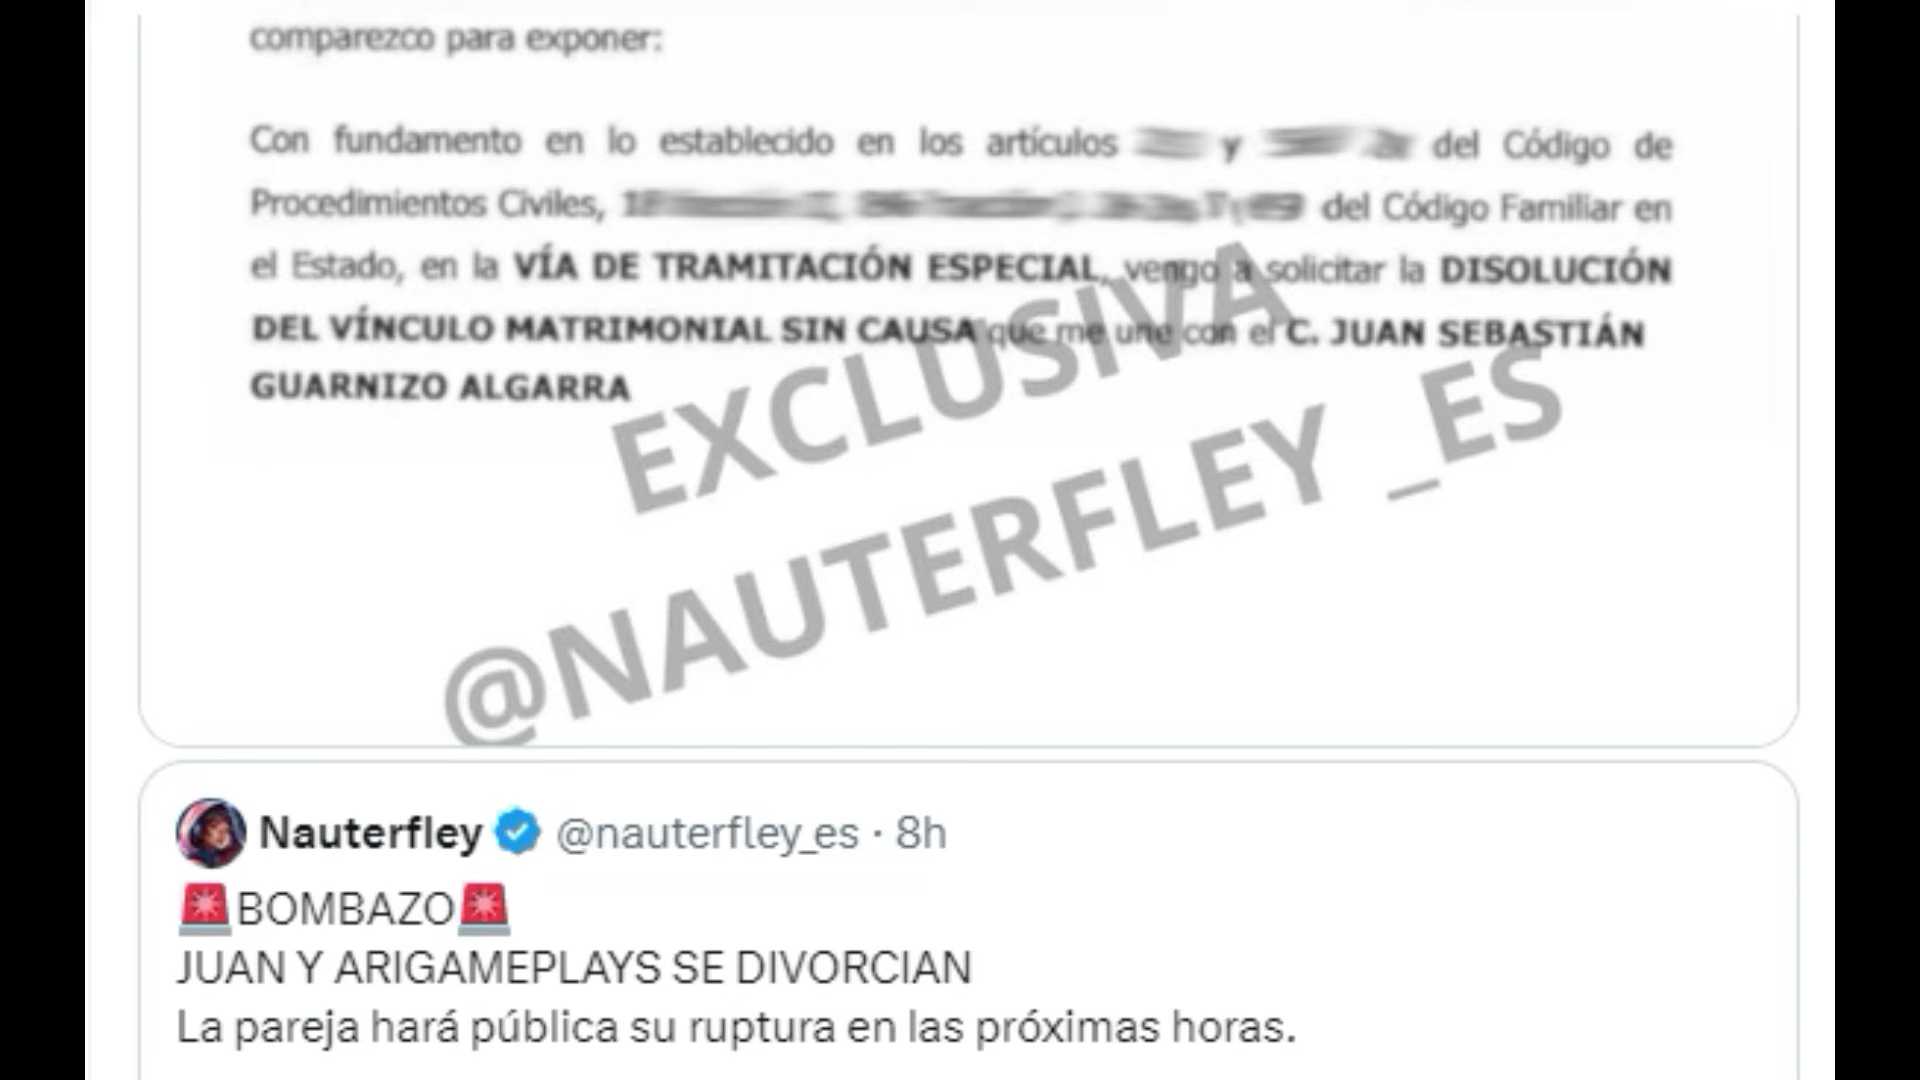 comparezco para exponer:
Con fundamento en lo establecido en los artículos y del Código de
Procedimientos Civiles, del Código Familiar en
el Estado, en la VÍA DE TRAMITACIÓN ESPECIAL, vengo a solicitar la DISOLUCIÓN
DEL VÍNCULO MATRIMONIAL SIN CAUSA que me une con el C. JUAN SEBASTIÁN
GUARNIZO ALGARRA
EXCLUSIVA
@NAUTERFLEY _ES
Nauterfley @nauterfley_es · 8h
🚨BOMBAZO🚨
JUAN Y ARIGAMEPLAYS SE DIVORCIAN
La pareja hará pública su ruptura en las próximas horas.